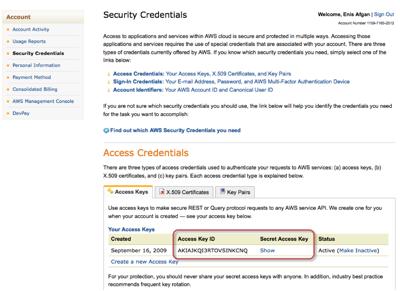 Account
Account Activity
Usage Reports
Security Credentials
Personal Information
Payment Method
Consolidated Billing
AWS Management Console
DevPay
Security Credentials
Welcome, Enis Afgan | Sign Out
Access to applications and services within AWS cloud is secure and protected in multiple ways. Accessing those
applications and services requires the use of special credentials that are associated with your account. There are three
types of credentials currently offered by AWS. If you know which security credential you need, simply select one of the
links below:
Access Credentials: Your Access Keys, X.509 Certificates, and Key Pairs
Sign-In Credentials: Your E-mail Address, Password, and AWS Multi-Factor Authentication Device
Account Identifiers: Your AWS Account ID and Canonical User ID
If you are not sure which security credentials you should use, the link below will help you identify the credentials you need
for the task you want to accomplish:
Find out which AWS Security Credentials you need
Access Credentials
There are three types of access credentials used to authenticate your requests to AWS services: (a) access keys, (b)
X.509 certificates, and (c) key pairs. Each access credential type is explained below.
Access Keys X.509 Certificates Key Pairs
Use access keys to make secure REST or Query protocol requests to any AWS service API. We create one for you
when your account is created — see your access key below.
Your Access Keys
Created Access Key ID Secret Access Key Status
September 16, 2009 Show Active (Make Inactive)
Create a new Access Key
For your protection, you should never share your secret access keys with anyone. In addition, industry best practice
recommends frequent key rotation.